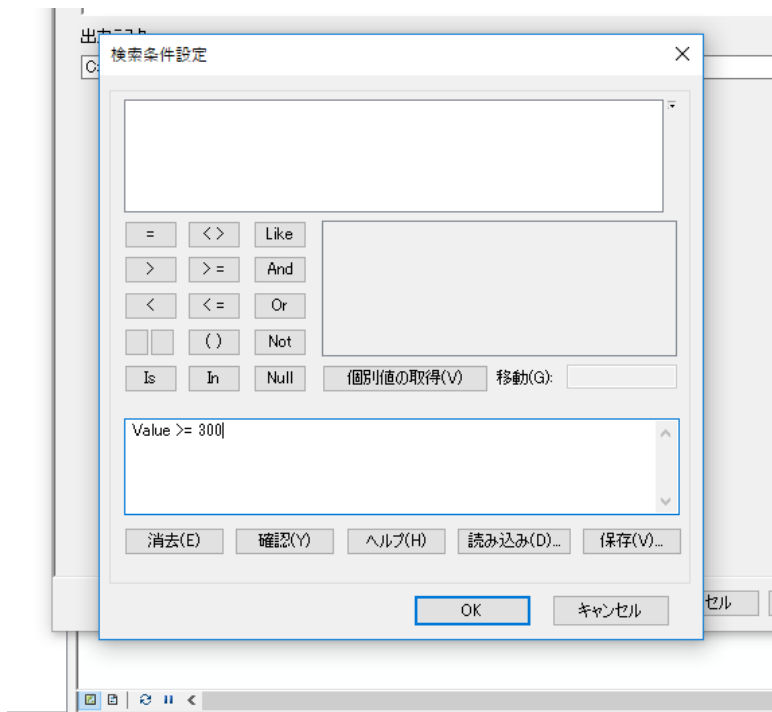 検索条件設定
= <> Like
> >= And
< <= Or
() Not
Is In Null 個別値の取得(V) 移動(G):
Value >= 300
消去(E) 確認(Y) ヘルプ(H) 読み込み(D)... 保存(V)...
OK キャンセル
セル